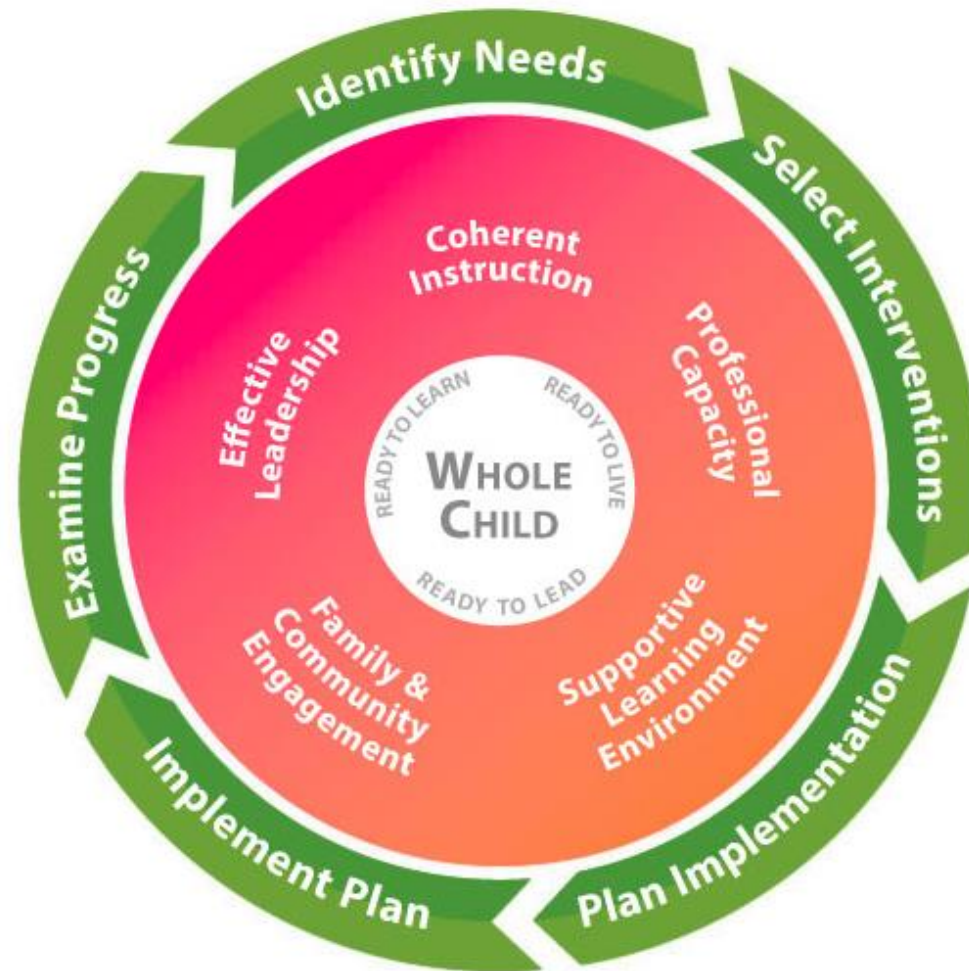 Identify Needs
Select Interventions
Plan Implementation
Implement Plan
Examine Progress
Coherent
Instruction
Professional
Capacity
Supportive
Learning
Environment
Family &
Community
Engagement
Effective
Leadership
READY TO LEARN
READY TO LIVE
READY TO LEAD
WHOLE
CHILD